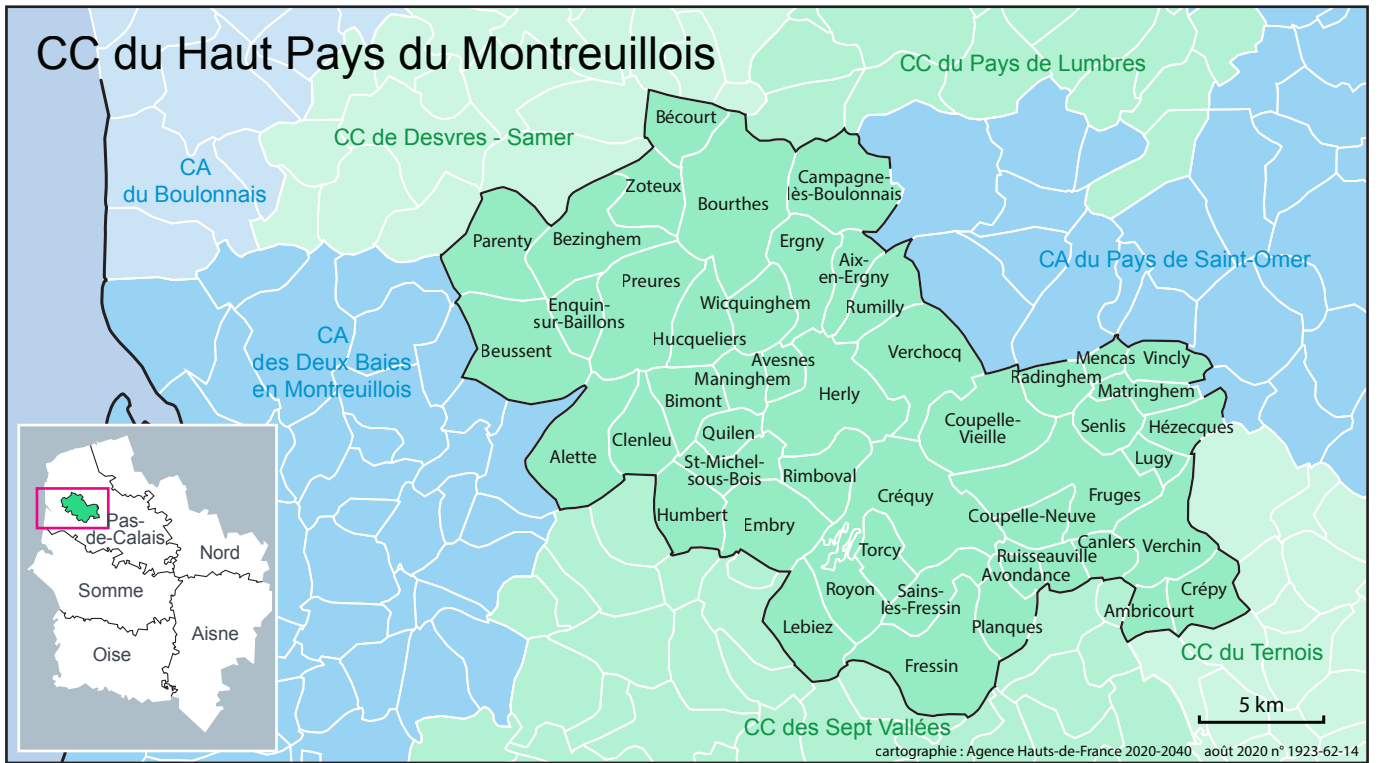 CC du Haut Pays du Montreuillois
CC du Pays de Lumbres
CC de Desvres - Samer
CA
du Boulonnais
CA du Pays de Saint-Omer
CA
des Deux Baies
en Montreuillois
CC du Ternois
CC des Sept Vallées
Bécourt
Zoteux
Bourthes
Campagne-
lès-Boulonnais
Parenty
Bezinghem
Ergny
Aix-
en-Ergny
Preures
Enquin-
sur-Baillons
Wicquinghem
Rumilly
Hucqueliers
Beussent
Verchocq
Avesnes
Maninghem
Herly
Bimont
Mencas
Vincly
Radinghem
Matringhem
Coupelle-
Vieille
Senlis
Hézecques
Quilen
Clenleu
Alette
St-Michel-
sous-Bois
Rimboval
Lugy
Créquy
Fruges
Humbert
Embry
Coupelle-Neuve
Torcy
Ruisseauville
Canlers
Verchin
Avondance
Royon
Sains-
lès-Fressin
Crépy
Ambricourt
Lebiez
Planques
Fressin
Pas-
de-Calais
Nord
Somme
Aisne
Oise
5 km
cartographie : Agence Hauts-de-France 2020-2040 août 2020 n° 1923-62-14